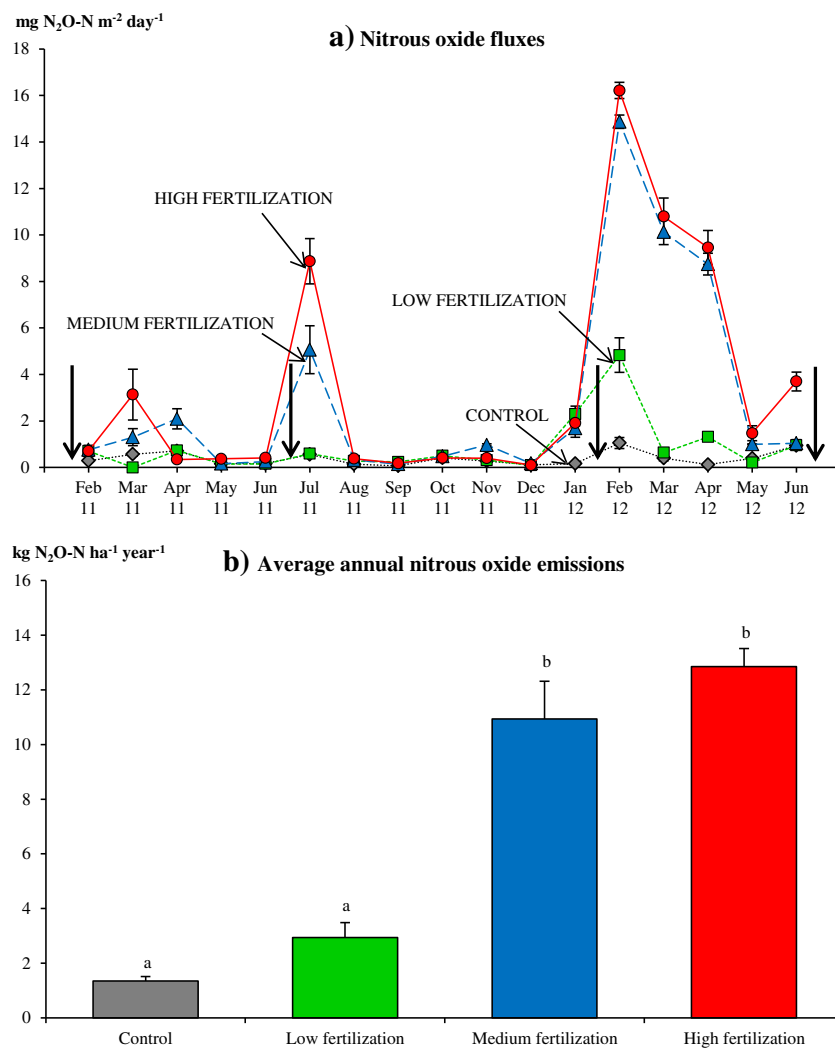 mg N₂O-N m⁻² day⁻¹
a) Nitrous oxide fluxes
18
16
14
12
10
8
6
4
2
0
HIGH FERTILIZATION
MEDIUM FERTILIZATION
LOW FERTILIZATION
CONTROL
Feb Mar Apr May Jun Jul Aug Sep Oct Nov Dec Jan Feb Mar Apr May Jun
11 11 11 11 11 11 11 11 11 11 11 12 12 12 12 12 12
kg N₂O-N ha⁻¹ year⁻¹
b) Average annual nitrous oxide emissions
16
14
12
10
8
6
4
2
0
a
a
b
b
Control Low fertilization Medium fertilization High fertilization